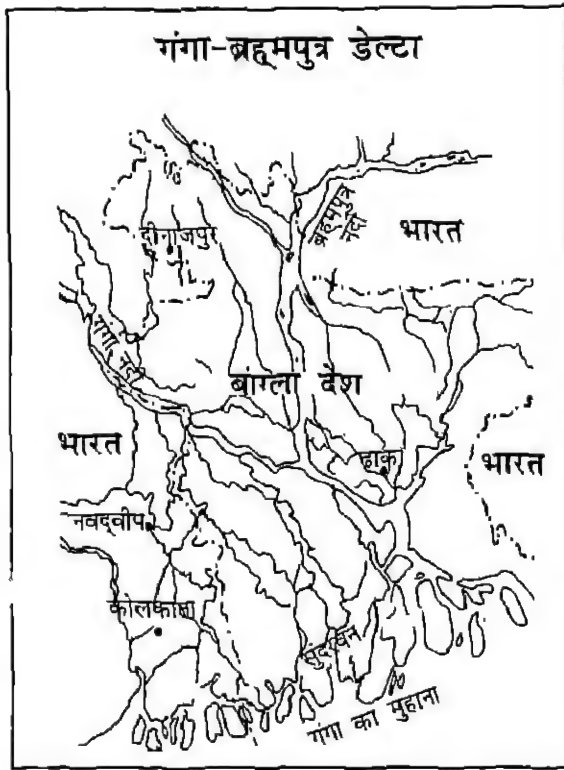 गंगा-ब्रह्मपुत्र डेल्टा
ब्रह्मपुत्र नदी
भारत
दीनाजपुर
गंगा नदी
बांग्ला देश
भारत
ढाका
भारत
नवद्वीप
कोलकाता
सुंदरवन
गंगा का मुहाना